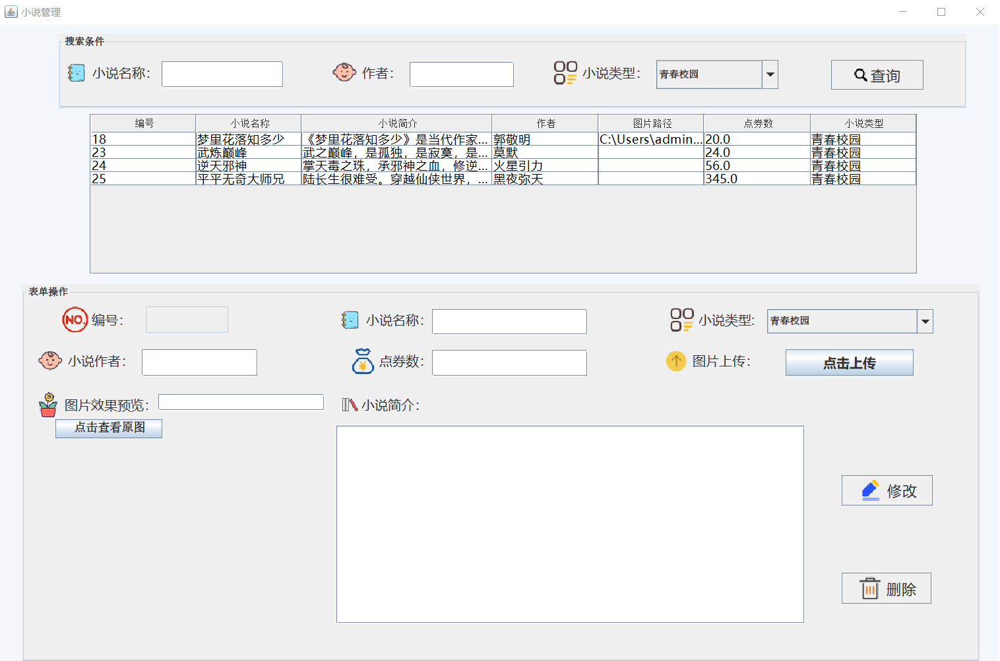 小说管理
搜索条件
小说名称： 作者： 小说类型： 青春校园 查询
编号 小说名称 小说简介 作者 图片路径 点券数 小说类型
18 梦里花落知多少 《梦里花落知多少》是当代作家... 郭敬明 C:\Users\admin... 20.0 青春校园
23 武炼巅峰 武之巅峰，是孤独，是寂寞，是... 莫默 24.0 青春校园
24 逆天邪神 掌天毒之珠，承邪神之血，修逆... 火星引力 56.0 青春校园
25 平平无奇大师兄 陆长生很难受。穿越仙侠世界，... 黑夜弥天 345.0 青春校园
表单操作
NO. 编号： 小说名称： 小说类型: 青春校园
小说作者： ¥ 点券数： 图片上传： 点击上传
图片效果预览： 小说简介：
点击查看原图
修改
删除